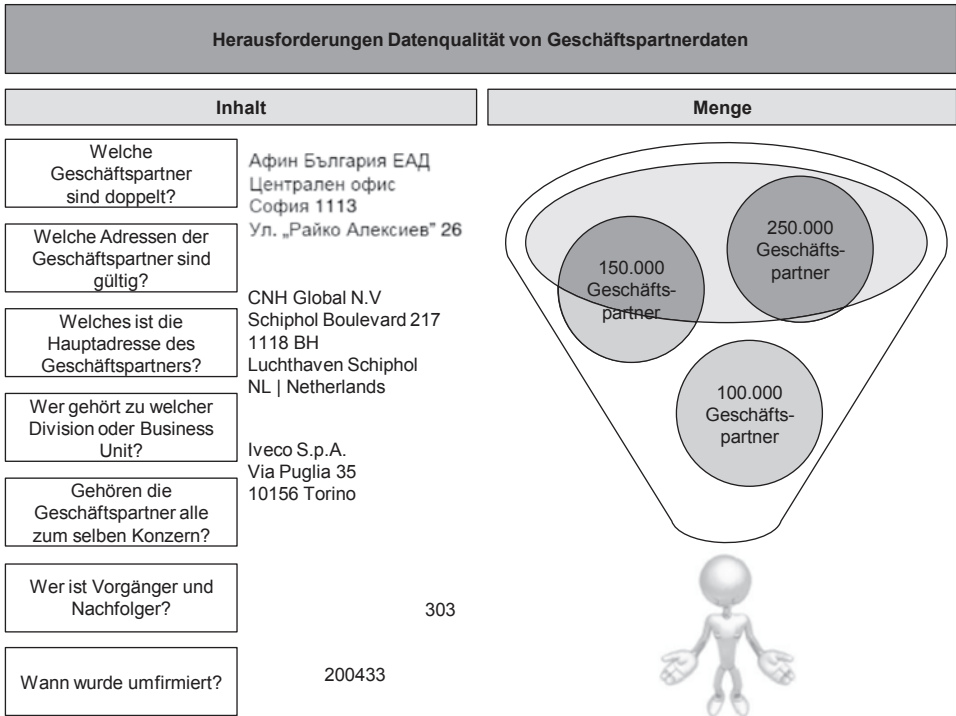 Herausforderungen Datenqualität von Geschäftspartnerdaten
Inhalt
Welche
Geschäftspartner
sind doppelt?
Welche Adressen der
Geschäftspartner sind
gültig?
Welches ist die
Hauptadresse des
Geschäftspartners?
Wer gehört zu welcher
Division oder Business
Unit?
Gehören die
Geschäftspartner alle
zum selben Konzern?
Wer ist Vorgänger und
Nachfolger?
Wann wurde umfirmiert?
Афин България ЕАД
Централен офис
София 1113
Ул. „Райко Алексиев” 26
CNH Global N.V
Schiphol Boulevard 217
1118 BH
Luchthaven Schiphol
NL | Netherlands
Iveco S.p.A.
Via Puglia 35
10156 Torino
303
200433
Menge
150.000
Geschäfts-
partner
250.000
Geschäfts-
partner
100.000
Geschäfts-
partner